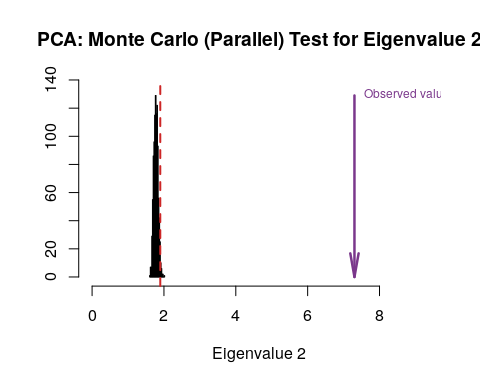 PCA: Monte Carlo (Parallel) Test for Eigenvalue 2
Observed valu
140
100
60
20
0
0 2 4 6 8
Eigenvalue 2